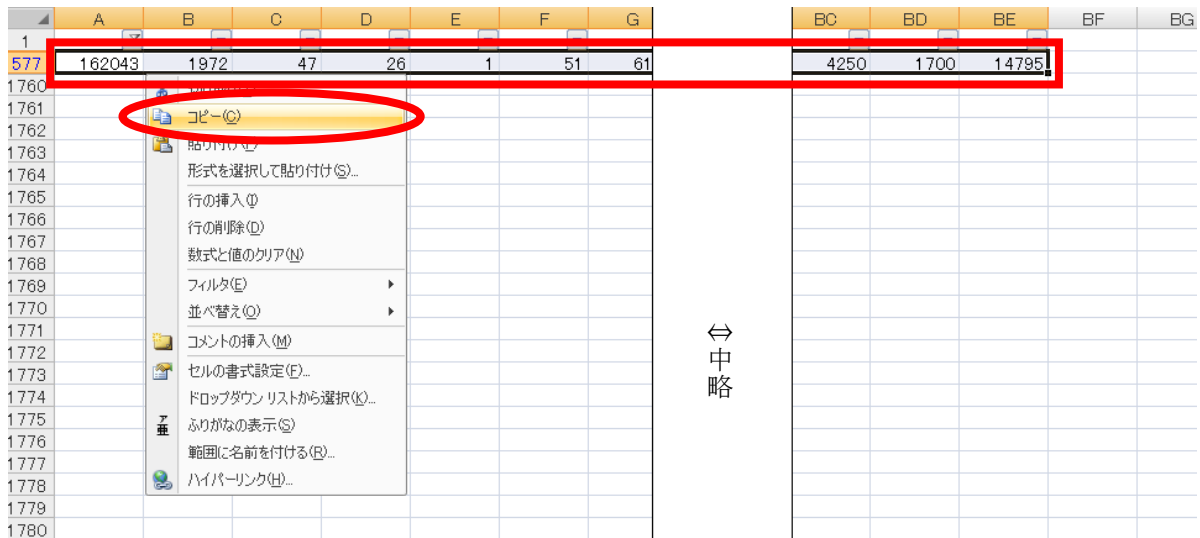 A B C D E F G BC BD BE BF BG
1
577 162043 1972 47 26 1 51 61 4250 1700 14795
1760
1761
コピー(C)
1762
1763
貼り付け(P)
1764
形式を選択して貼り付け(S)...
1765
行の挿入(I)
1766
行の削除(D)
1767
数式と値のクリア(N)
1768
1769
フィルタ(E)
1770
並べ替え(O)
1771
コメントの挿入(M)
1772
セルの書式設定(F)...
1773
1774
ドロップダウン リストから選択(K)...
1775
ふりがなの表示(S)
1776
範囲に名前を付ける(R)...
1777
1778
ハイパーリンク(H)...
1779
1780
⇔中略
ア亜